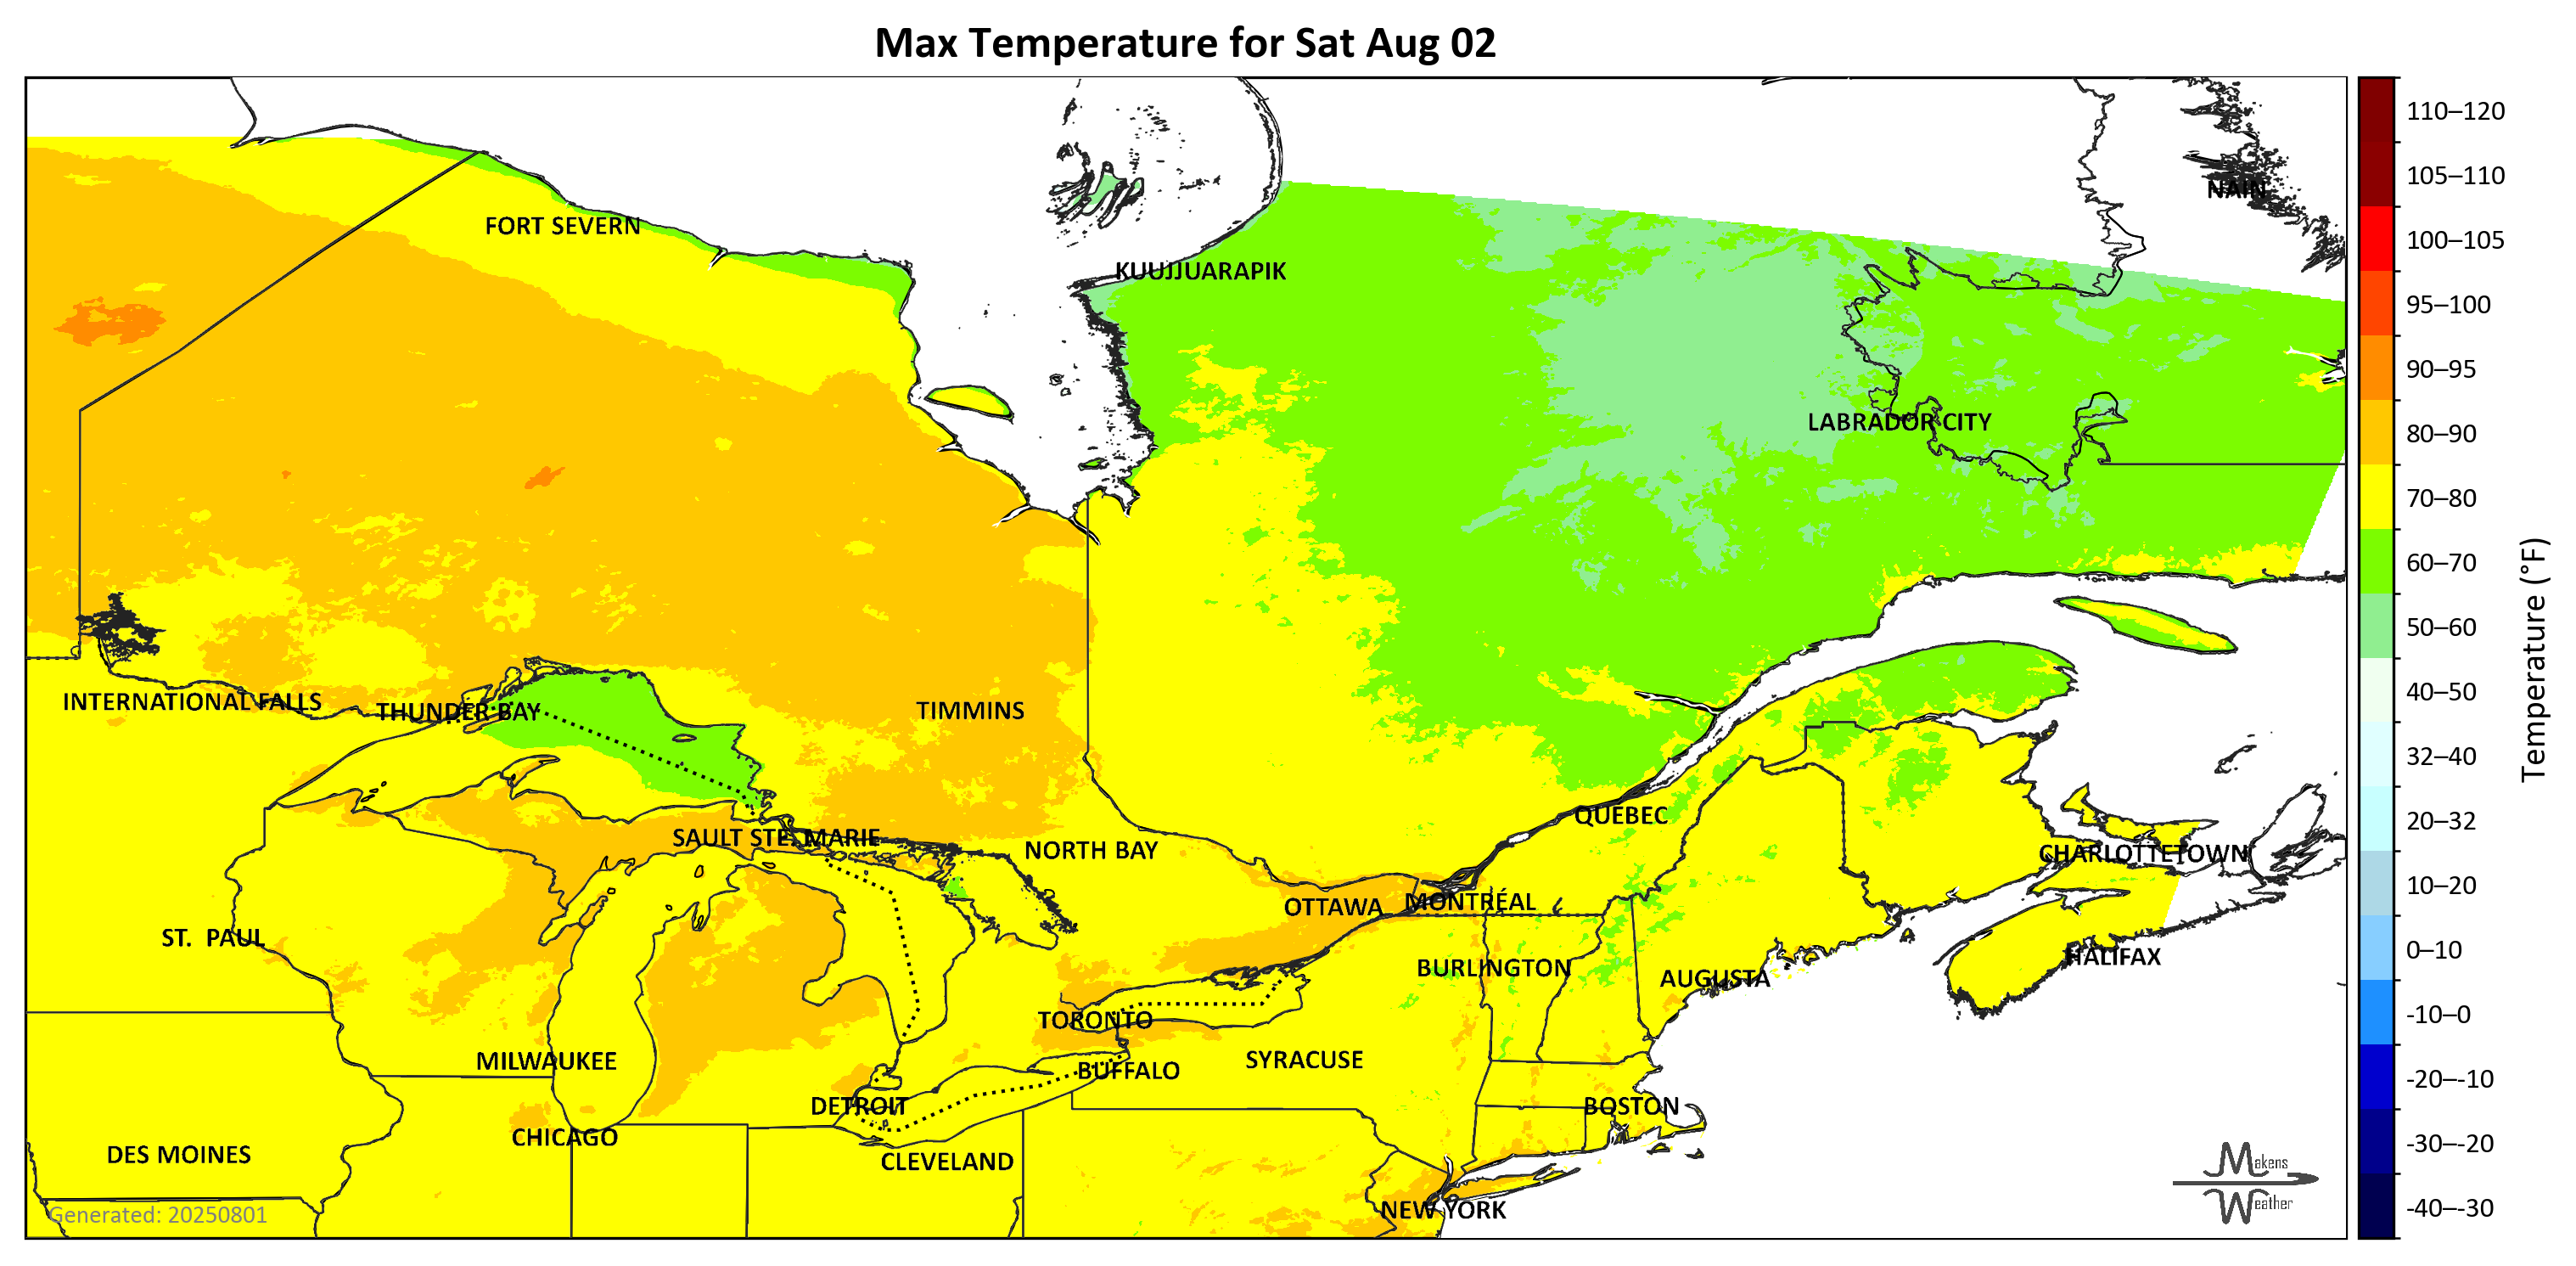 Max Temperature for Sat Aug 02
110–120
105–110
NAIN
FORT SEVERN
100–105
KUUJJUARAPIK
95–100
90–95
LABRADOR CITY
80–90
70–80
60–70
50–60
40–50
Temperature (°F)
INTERNATIONAL FALLS
THUNDER BAY
TIMMINS
32–40
QUÉBEC
20–32
SAULT STE. MARIE
NORTH BAY
CHARLOTTETOWN
10–20
OTTAWA
MONTRÉAL
ST. PAUL
0–10
HALIFAX
BURLINGTON
AUGUSTA
-10–0
TORONTO
MILWAUKEE
SYRACUSE
BUFFALO
-20–-10
DETROIT
BOSTON
CHICAGO
-30–-20
DES MOINES
CLEVELAND
Makens
Weather
NEW YORK
-40–-30
Generated: 20250801